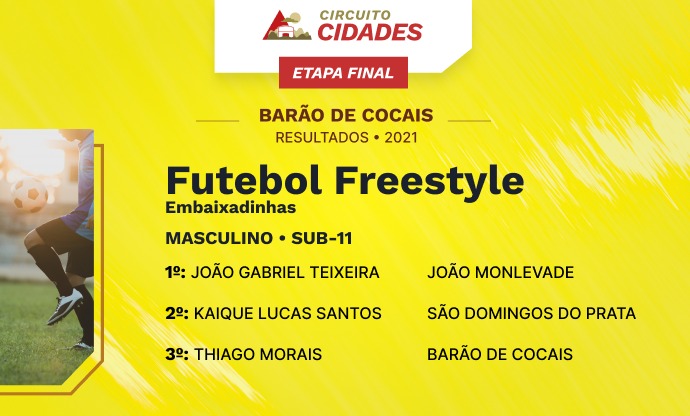 CIRCUITO
CIDADES
ETAPA FINAL
BARÃO DE COCAIS
RESULTADOS • 2021
Futebol Freestyle
Embaixadinhas
MASCULINO • SUB-11
1º: JOÃO GABRIEL TEIXEIRA JOÃO MONLEVADE
2º: KAIQUE LUCAS SANTOS SÃO DOMINGOS DO PRATA
3º: THIAGO MORAIS BARÃO DE COCAIS